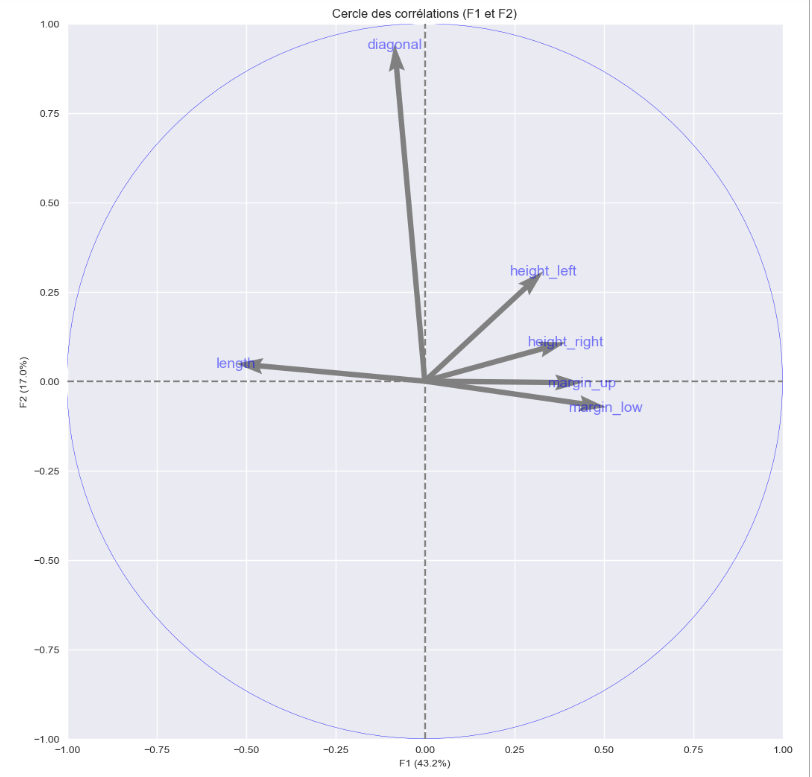 Cercle des corrélations (F1 et F2)
1.00
diagonal
0.75
0.50
height_left
0.25
height_right
length
margin_up
0.00
margin_low
F2 (17.0%)
−0.25
−0.50
−0.75
−1.00
−1.00 −0.75 −0.50 −0.25 0.00 0.25 0.50 0.75 1.00
F1 (43.2%)